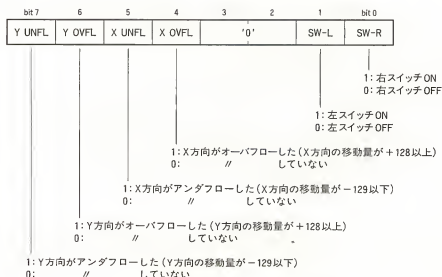 bit 7 6 5 4 3 2 1 bit 0
Y UNFL Y OVFL X UNFL X OVFL '0' SW-L SW-R
1: 右スイッチON
0: 右スイッチOFF
1: 左スイッチON
0: 左スイッチOFF
1: X方向がオーバフローした (X方向の移動量が＋128以上)
0: 〃 していない
1: X方向がアンダフローした (X方向の移動量が－129以下)
0: 〃 していない
1: Y方向がオーバフローした (Y方向の移動量が＋128以上)
0: 〃 していない
1: Y方向がアンダフローした (Y方向の移動量が－129以下)
0: 〃 していない